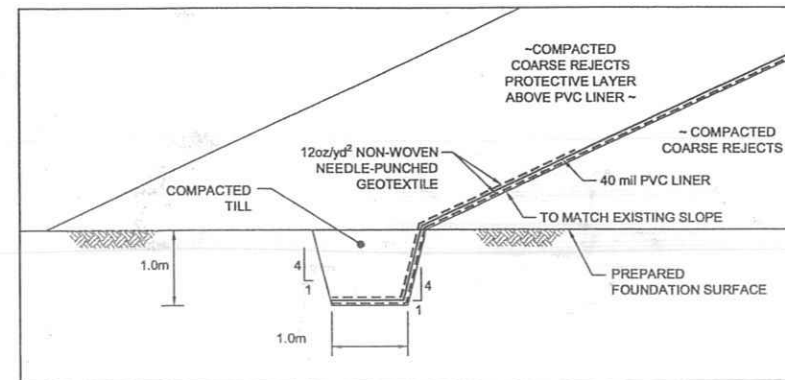 ~COMPACTED
COARSE REJECTS
PROTECTIVE LAYER
ABOVE PVC LINER ~
~ COMPACTED
COARSE REJECTS
12oz/yd² NON-WOVEN
NEEDLE-PUNCHED
GEOTEXTILE
40 mil PVC LINER
COMPACTED
TILL
TO MATCH EXISTING SLOPE
1.0m
4
1
4
1
PREPARED
FOUNDATION SURFACE
1.0m